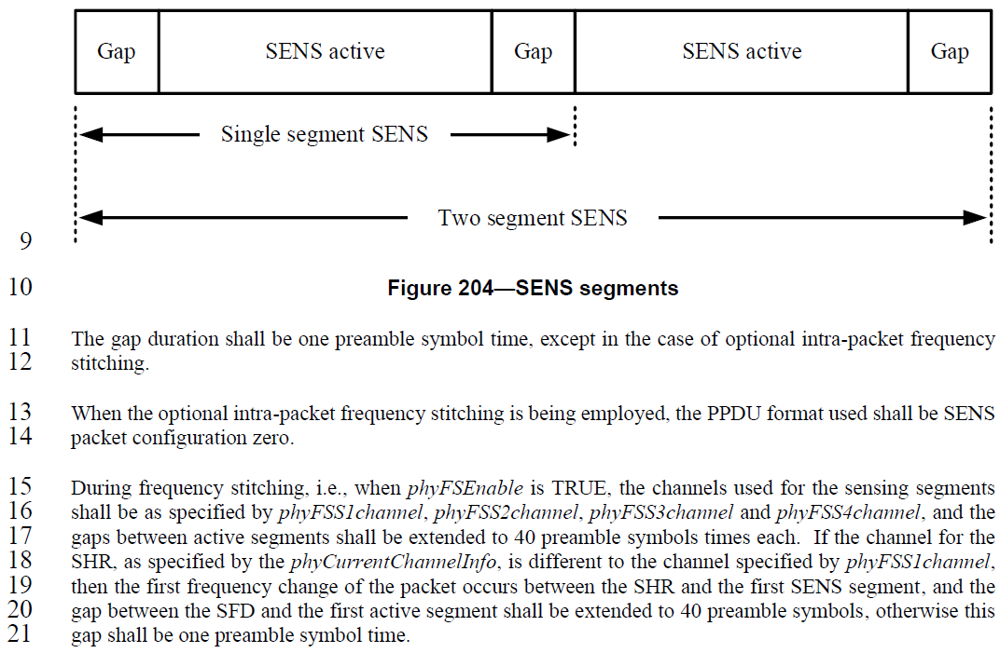 Gap SENS active Gap SENS active Gap
Single segment SENS
Two segment SENS
9
10 Figure 204—SENS segments
11 The gap duration shall be one preamble symbol time, except in the case of optional intra-packet frequency
12 stitching.
13 When the optional intra-packet frequency stitching is being employed, the PPDU format used shall be SENS
14 packet configuration zero.
15 During frequency stitching, i.e., when phyFSEnable is TRUE, the channels used for the sensing segments
16 shall be as specified by phyFSS1channel, phyFSS2channel, phyFSS3channel and phyFSS4channel, and the
17 gaps between active segments shall be extended to 40 preamble symbols times each. If the channel for the
18 SHR, as specified by the phyCurrentChannelInfo, is different to the channel specified by phyFSS1channel,
19 then the first frequency change of the packet occurs between the SHR and the first SENS segment, and the
20 gap between the SFD and the first active segment shall be extended to 40 preamble symbols, otherwise this
21 gap shall be one preamble symbol time.